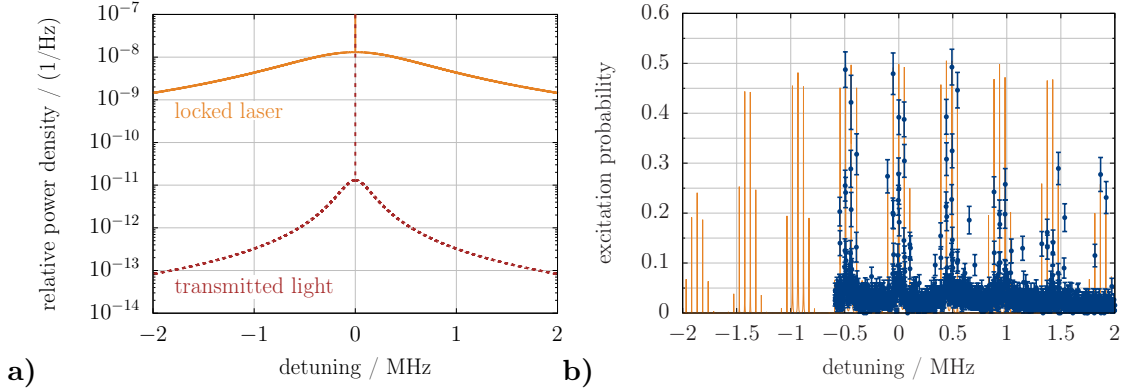 relative power density / (1/Hz)
10−7
10−8
10−9
10−10
10−11
10−12
10−13
10−14
locked laser
transmitted light
−2 −1 0 1 2
detuning / MHz
a)
excitation probability
0.6
0.5
0.4
0.3
0.2
0.1
0
−2 −1.5 −1 −0.5 0 0.5 1 1.5 2
detuning / MHz
b)